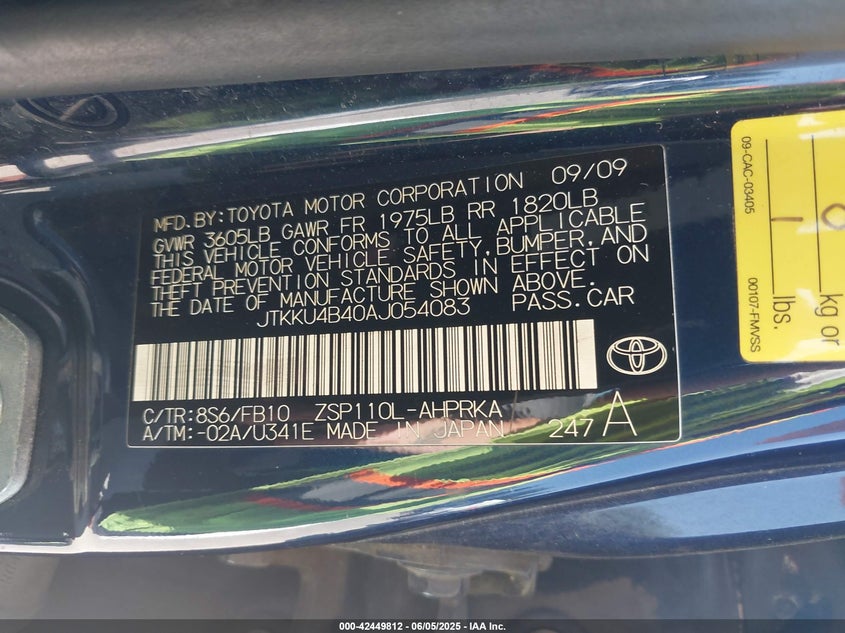 MFD. BY: TOYOTA MOTOR CORPORATION 09/09
GVWR 3605LB GAWR FR 1975LB RR 1820LB
THIS VEHICLE CONFORMS TO ALL APPLICABLE
FEDERAL MOTOR VEHICLE SAFETY, BUMPER, AND
THEFT PREVENTION STANDARDS IN EFFECT ON
THE DATE OF MANUFACTURE SHOWN ABOVE.
JTKKU4B40AJ054083 PASS. CAR
C/TR: 8S6/FB10 ZSP110L-AHPRKA
A/TM: -02A/U341E MADE IN JAPAN 247 A
09-CAC-03405
00107-FMVSS
kg or
lbs.
000-42449812 - 06/05/2025 - IAA Inc.